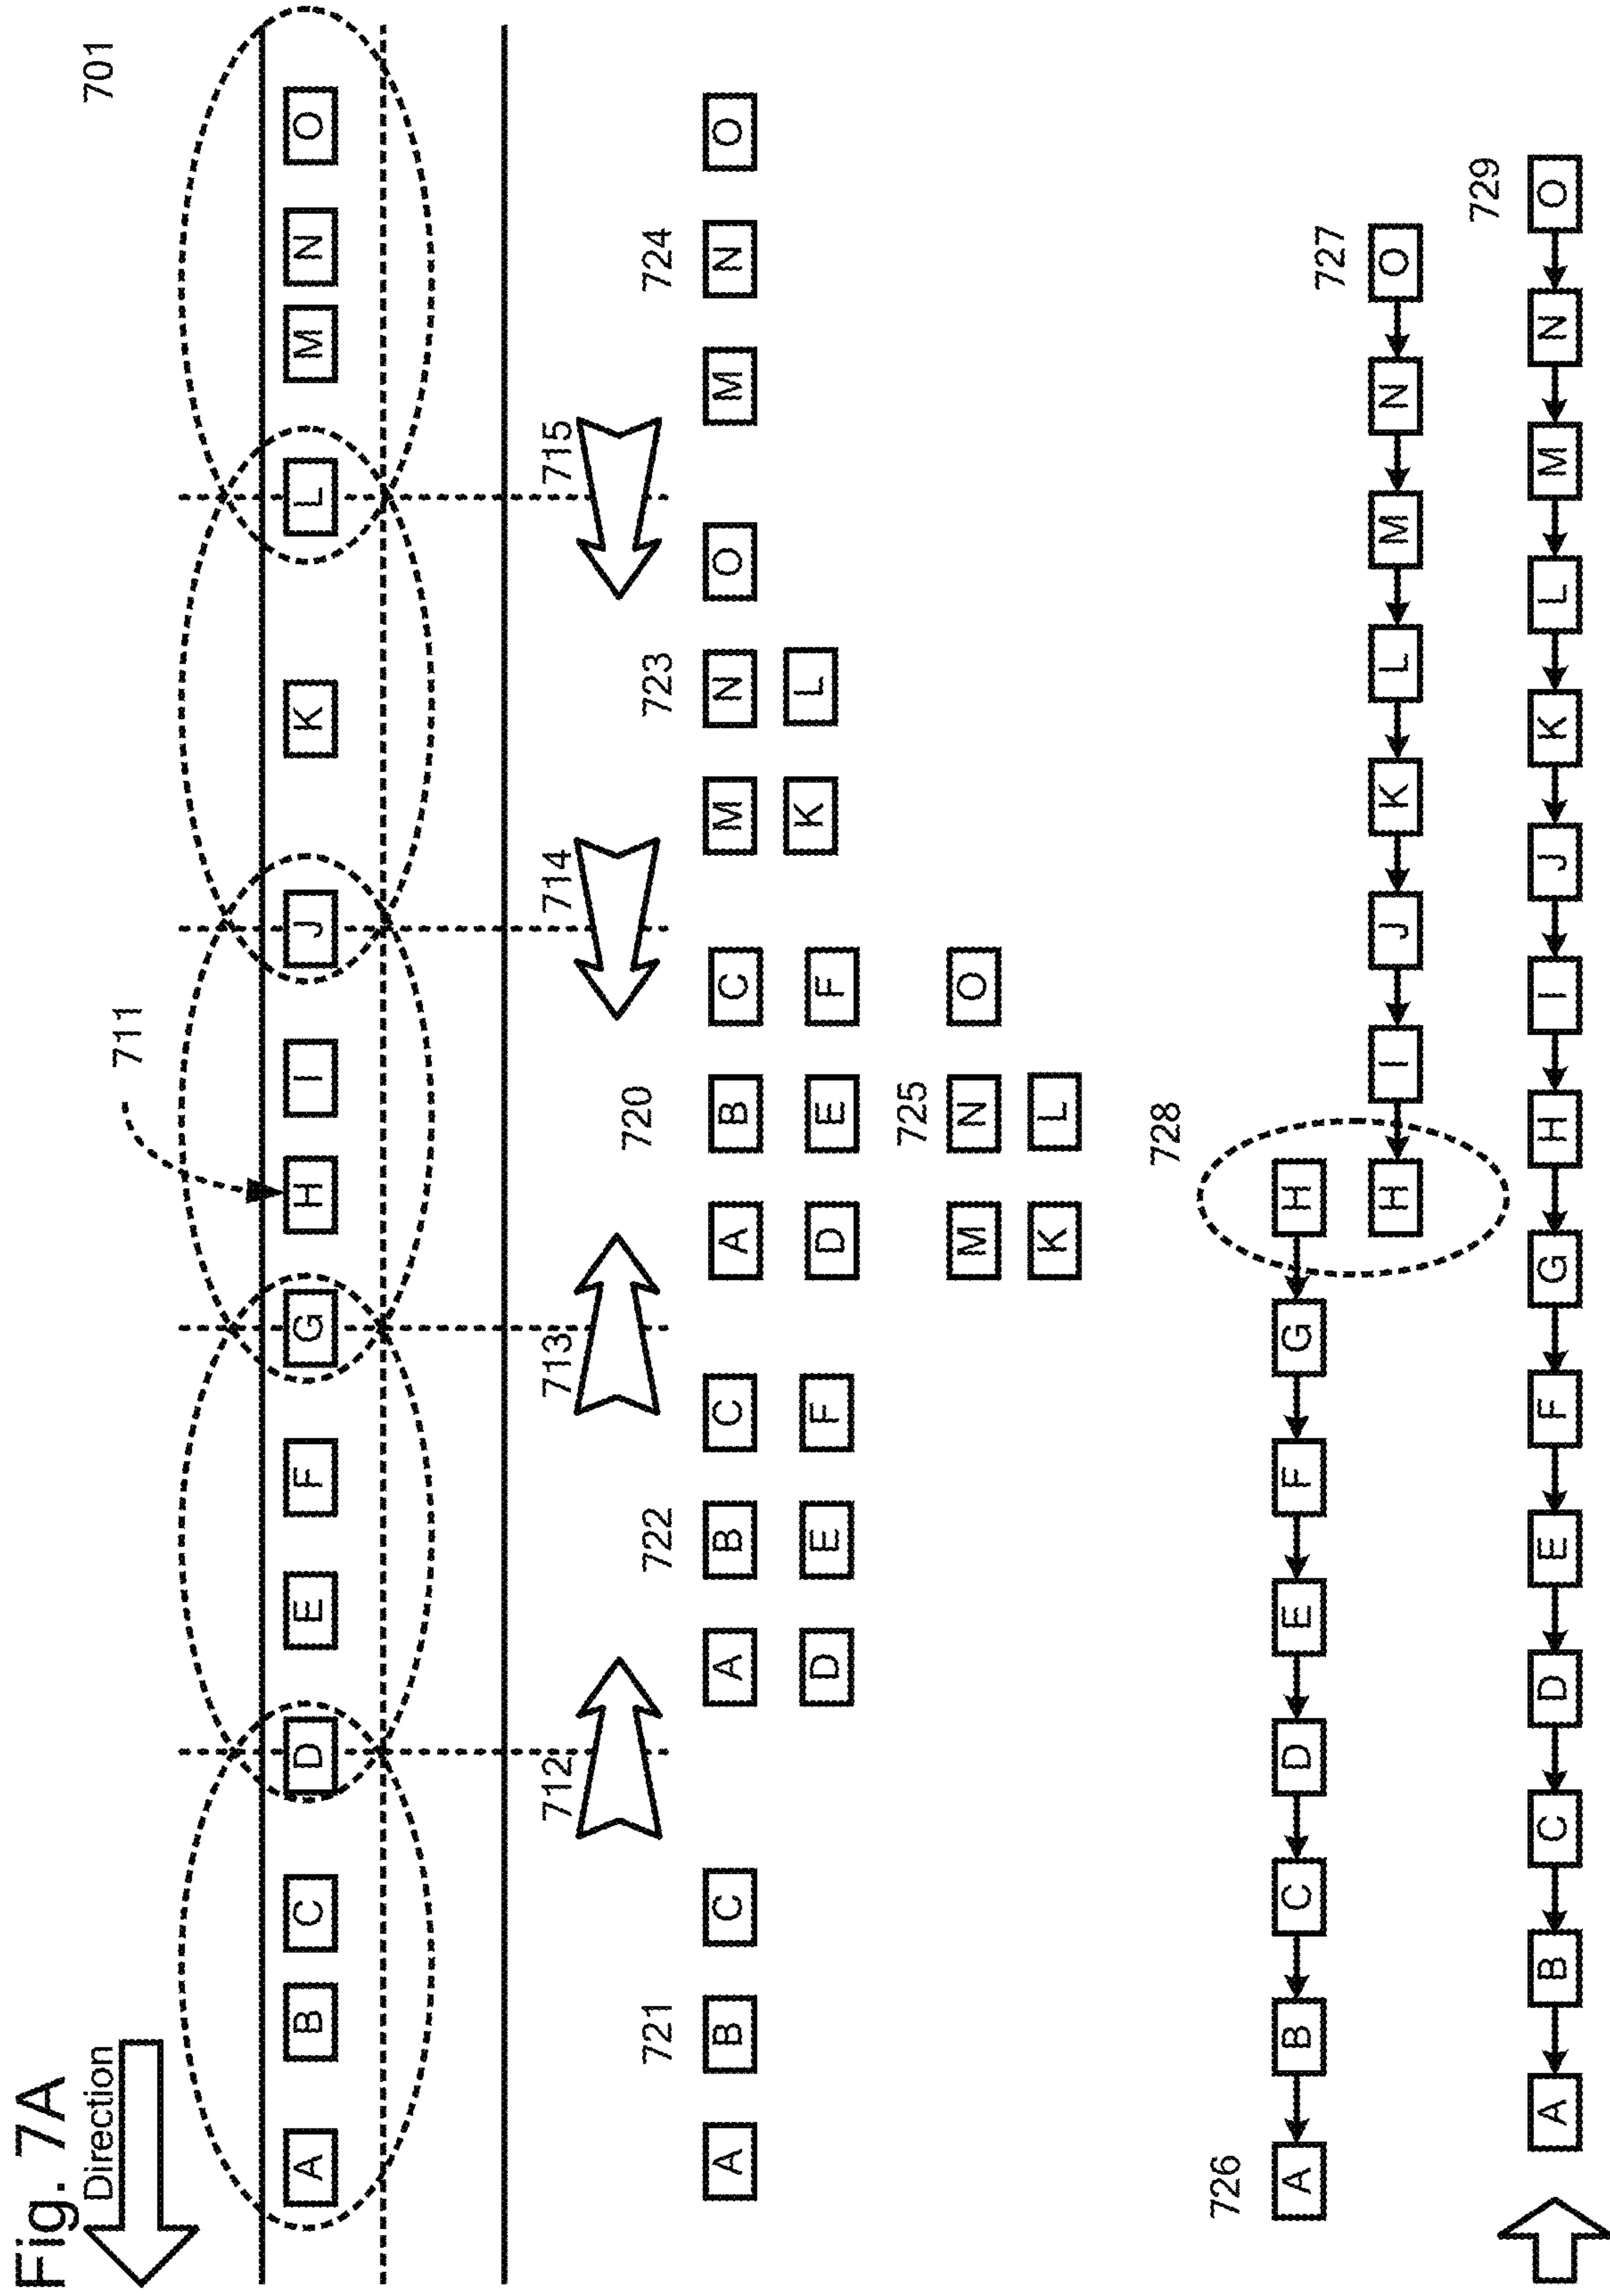 Fig. 7A
Direction
701
711
A B C D E F G H I J K L M N O
712 713 714 715
721 722 720 723 724
A B C A B C A B C M N O M N O
D E F D E F K L
725
M N O
K L
728
726 727
A B C D E F G H
H I J K L M N O
729
A B C D E F G H I J K L M N O